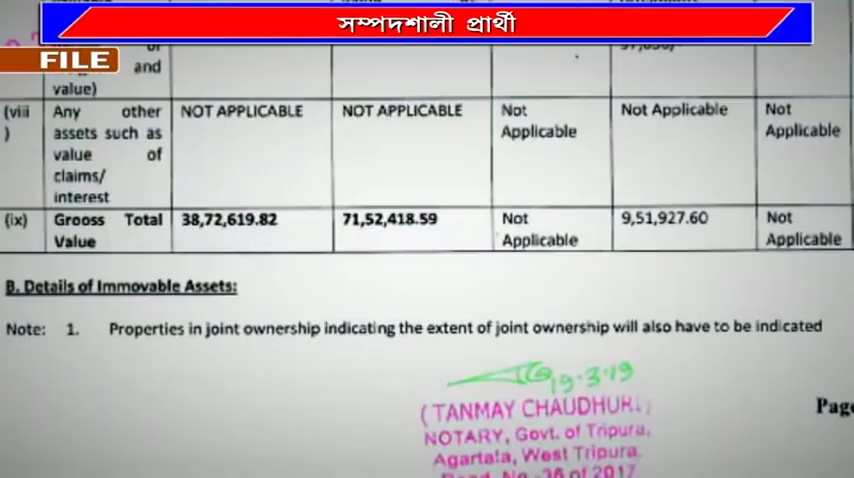 সম্পদশালী প্রার্থী
FILE
and
value)
(viii) Any other assets such as value of claims/ interest NOT APPLICABLE NOT APPLICABLE Not Applicable Not Applicable Not Applicable
(ix) Grooss Total Value 38,72,619.82 71,52,418.59 Not Applicable 9,51,927.60 Not Applicable
B. Details of Immovable Assets:
Note: 1. Properties in joint ownership indicating the extent of joint ownership will also have to be indicated
19.3.19
(TANMAY CHAUDHURI)
NOTARY, Govt. of Tripura,
Agartala, West Tripura.
Page